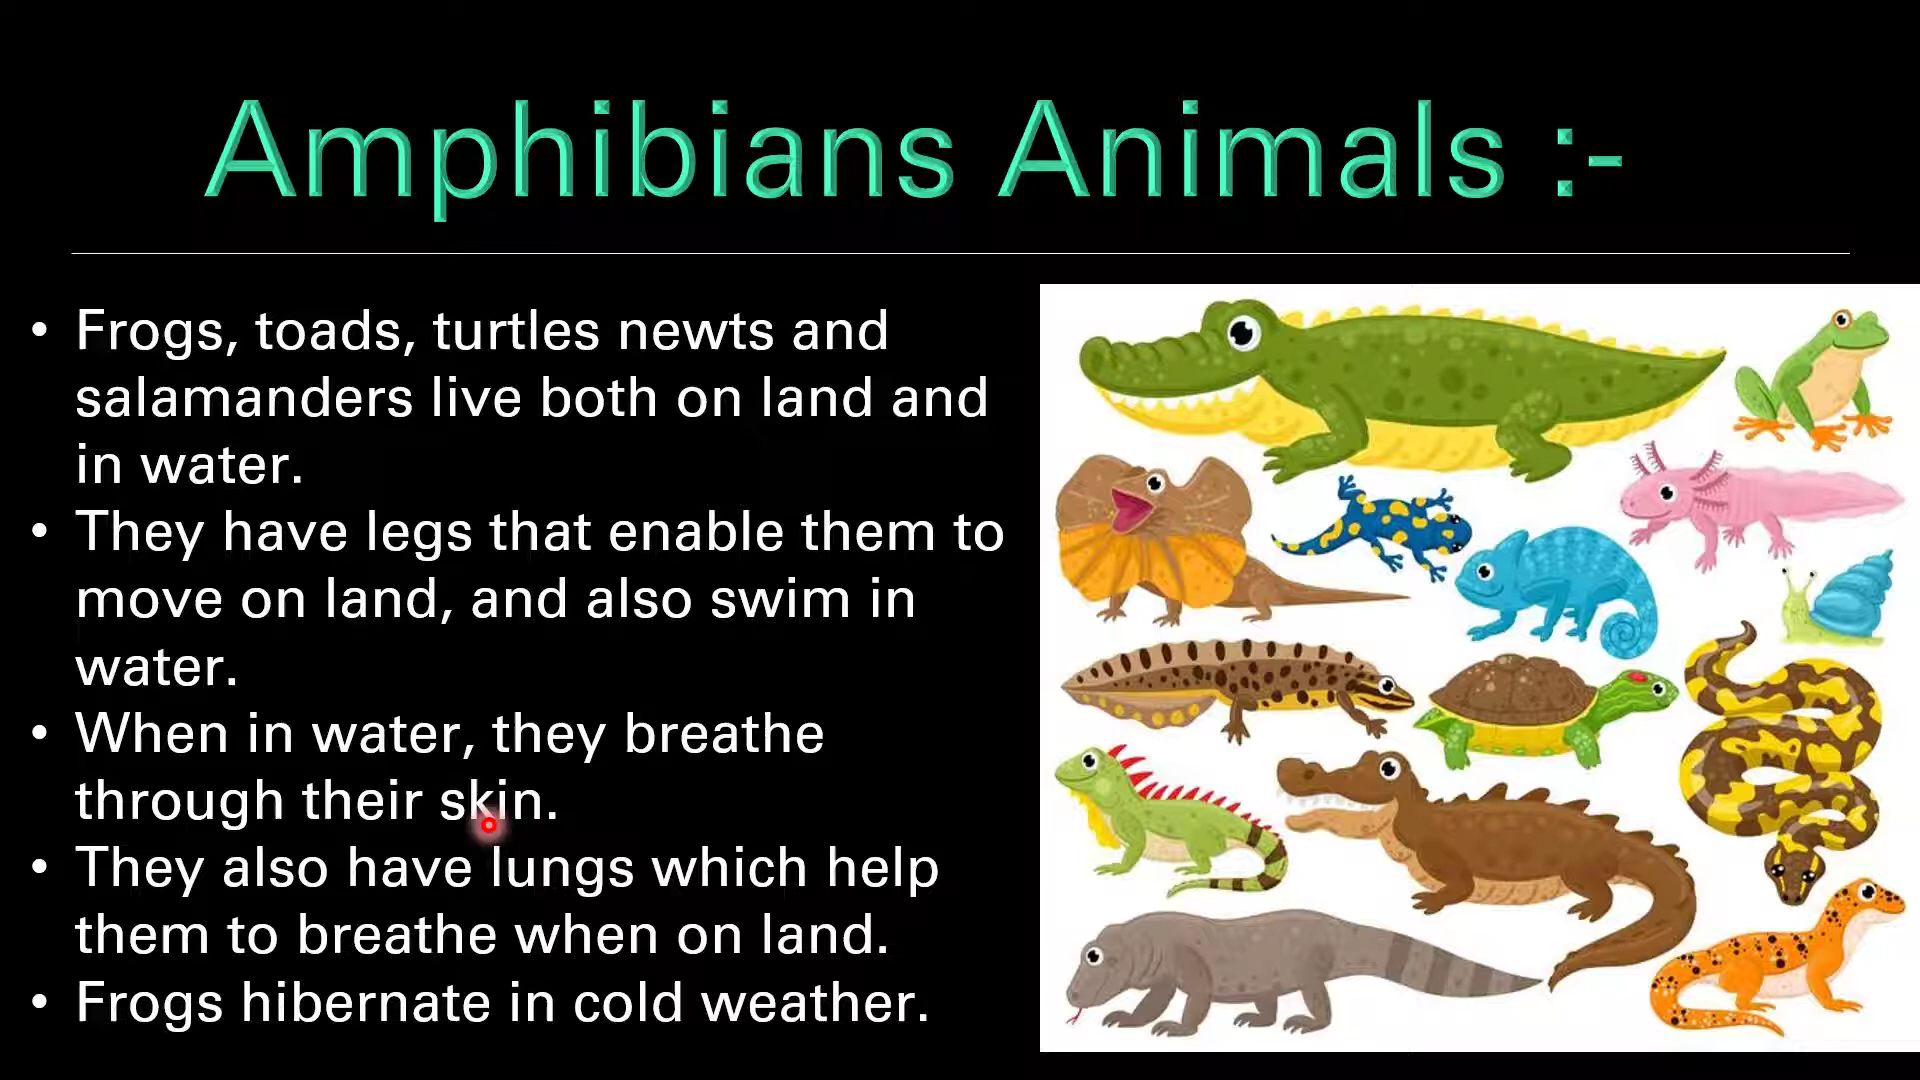 Amphibians Animals :-
• Frogs, toads, turtles newts and
salamanders live both on land and
in water.
• They have legs that enable them to
move on land, and also swim in
water.
• When in water, they breathe
through their skin.
• They also have lungs which help
them to breathe when on land.
• Frogs hibernate in cold weather.